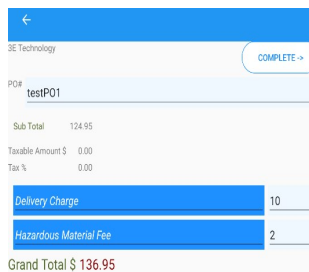 ←
3E Technology
COMPLETE ->
PO# testPO1
Sub Total 124.95
Taxable Amount $ 0.00
Tax % 0.00
Delivery Charge 10
Hazardous Material Fee 2
Grand Total $ 136.95